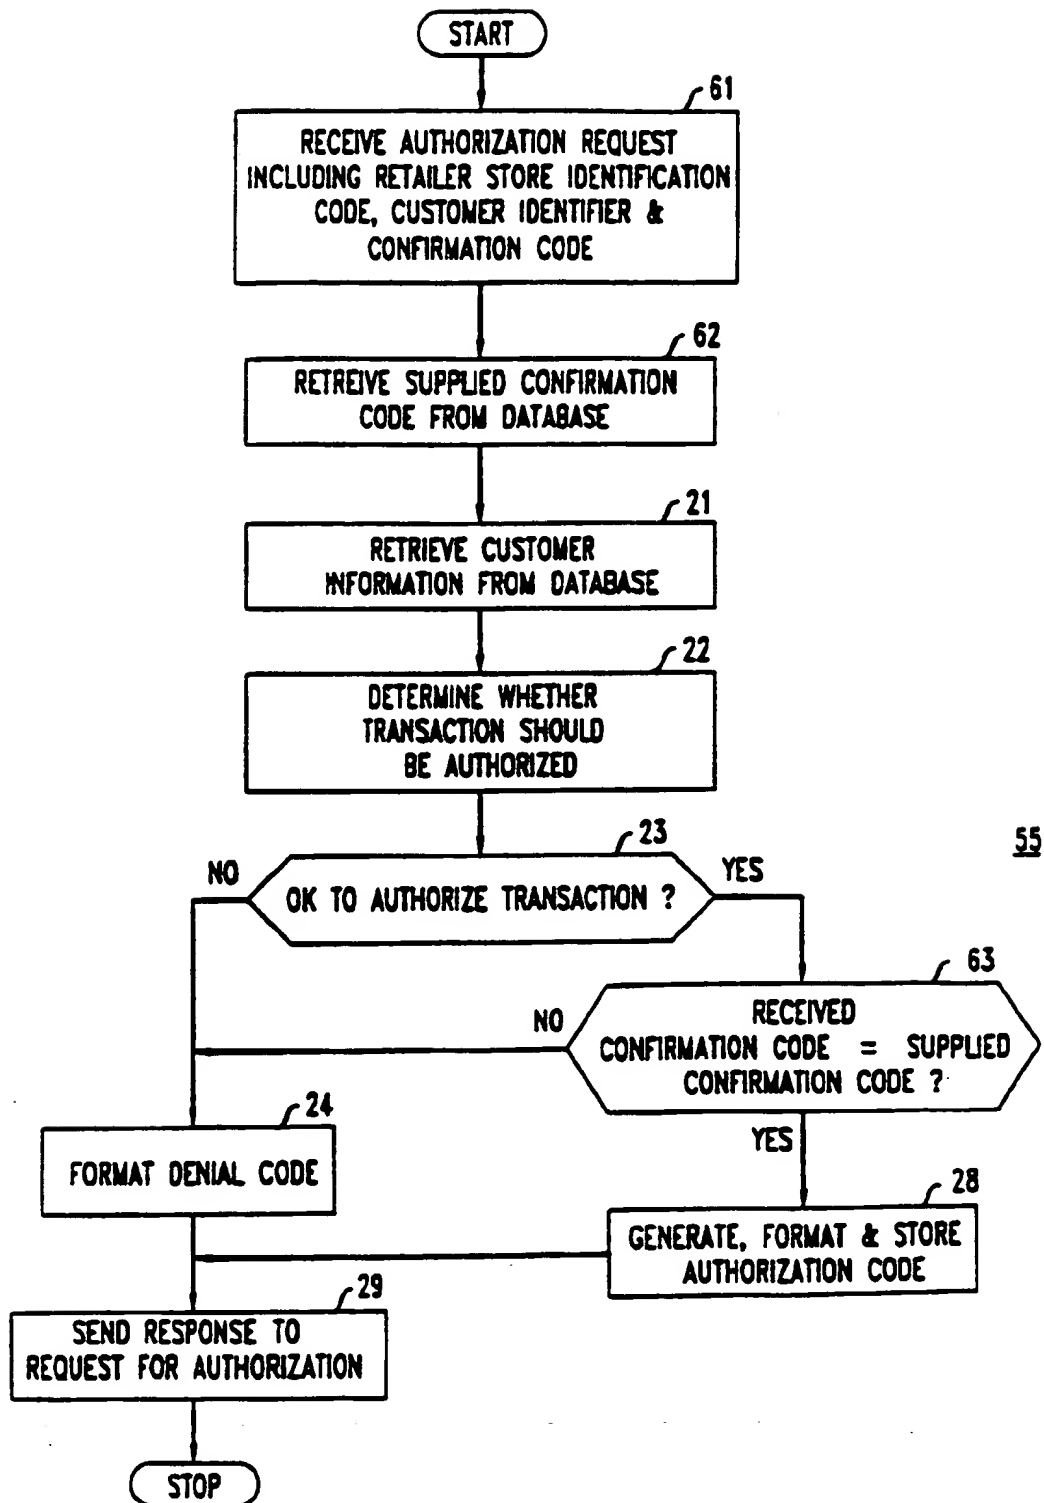 START
61
RECEIVE AUTHORIZATION REQUEST
INCLUDING RETAILER STORE IDENTIFICATION
CODE, CUSTOMER IDENTIFIER &
CONFIRMATION CODE
62
RETREIVE SUPPLIED CONFIRMATION
CODE FROM DATABASE
21
RETRIEVE CUSTOMER
INFORMATION FROM DATABASE
22
DETERMINE WHETHER
TRANSACTION SHOULD
BE AUTHORIZED
23
55
NO
YES
OK TO AUTHORIZE TRANSACTION ?
63
NO
RECEIVED
CONFIRMATION CODE = SUPPLIED
CONFIRMATION CODE ?
24
YES
FORMAT DENIAL CODE
28
GENERATE, FORMAT & STORE
AUTHORIZATION CODE
29
SEND RESPONSE TO
REQUEST FOR AUTHORIZATION
STOP